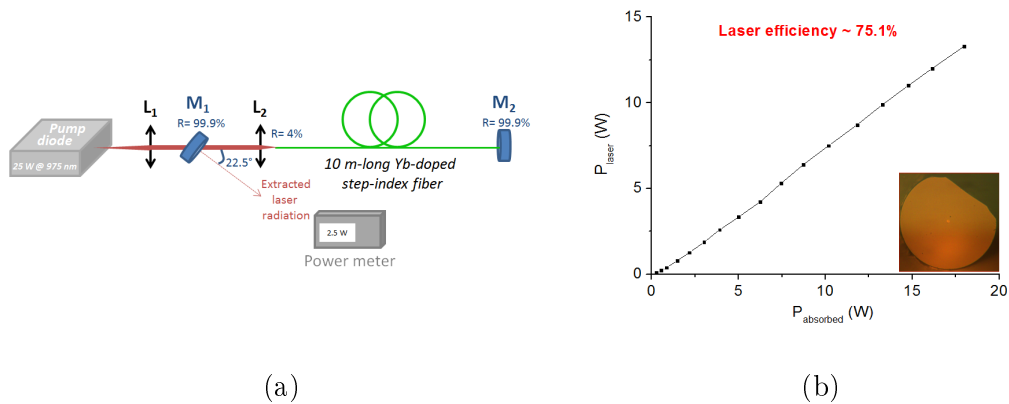 L₁
M₁
R= 99.9%
L₂
R= 4%
M₂
R= 99.9%
Pump
diode
25 W @ 975 nm
22.5°
10 m-long Yb-doped
step-index fiber
Extracted
laser
radiation
2.5 W
Power meter
(a)
Laser efficiency ~ 75.1%
15
10
5
0
P_laser (W)
0 5 10 15 20
P_absorbed (W)
(b)